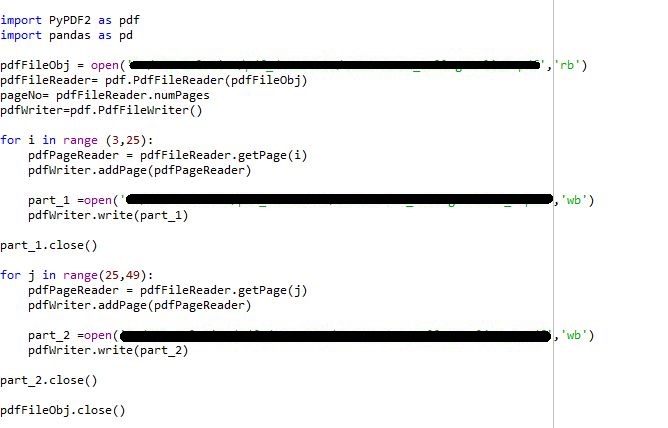 import PyPDF2 as pdf
import pandas as pd
pdfFileObj = open(' ','rb')
pdfFileReader= pdf.PdfFileReader(pdfFileObj)
pageNo= pdfFileReader.numPages
pdfWriter=pdf.PdfFileWriter()
for i in range (3,25):
pdfPageReader = pdfFileReader.getPage(i)
pdfWriter.addPage(pdfPageReader)
part_1 =open(' ,'wb')
pdfWriter.write(part_1)
part_1.close()
for j in range(25,49):
pdfPageReader = pdfFileReader.getPage(j)
pdfWriter.addPage(pdfPageReader)
part_2 =open( ,'wb')
pdfWriter.write(part_2)
part_2.close()
pdfFileObj.close()